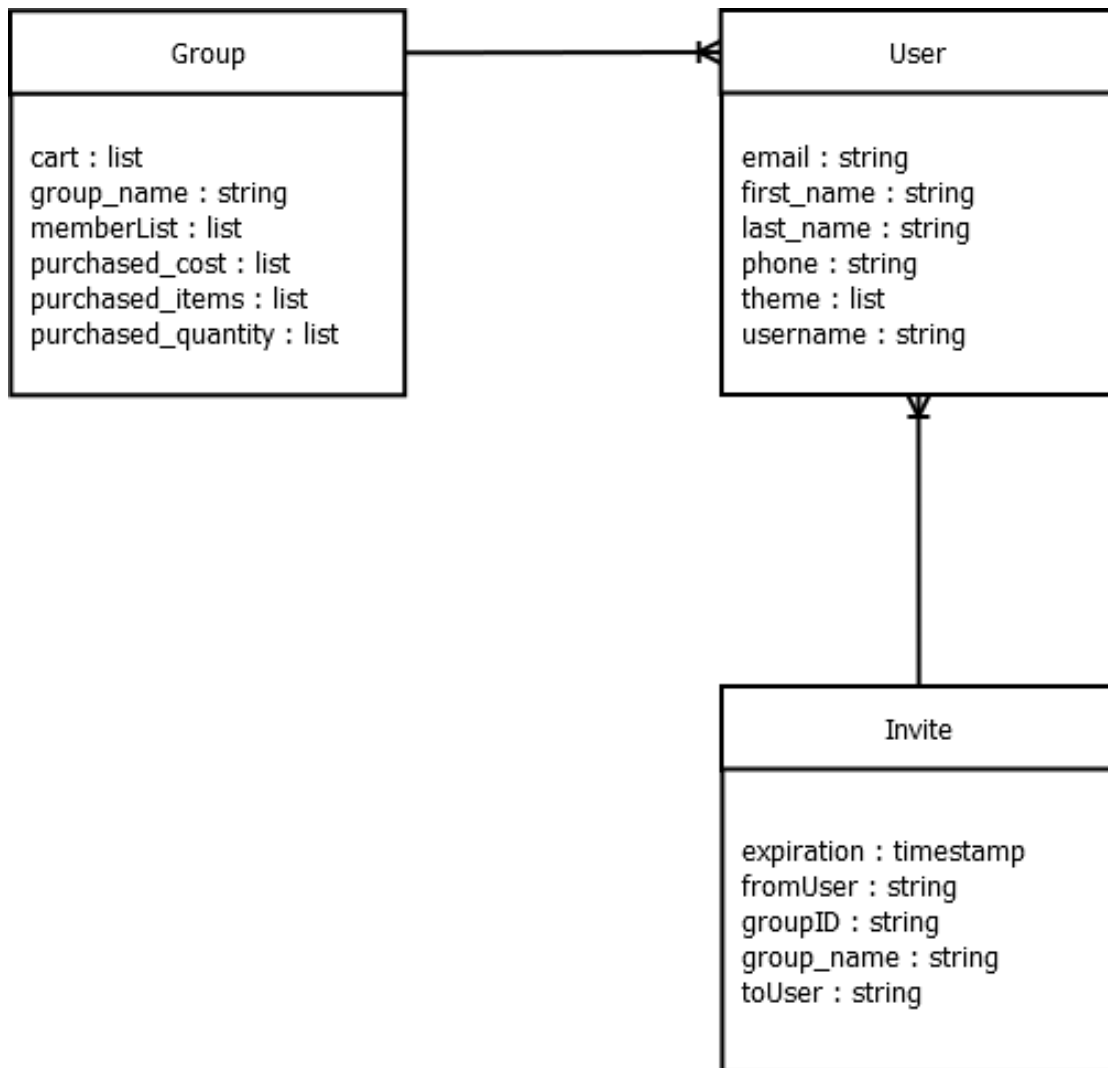 Group
cart : list
group_name : string
memberList : list
purchased_cost : list
purchased_items : list
purchased_quantity : list
User
email : string
first_name : string
last_name : string
phone : string
theme : list
username : string
Invite
expiration : timestamp
fromUser : string
groupID : string
group_name : string
toUser : string